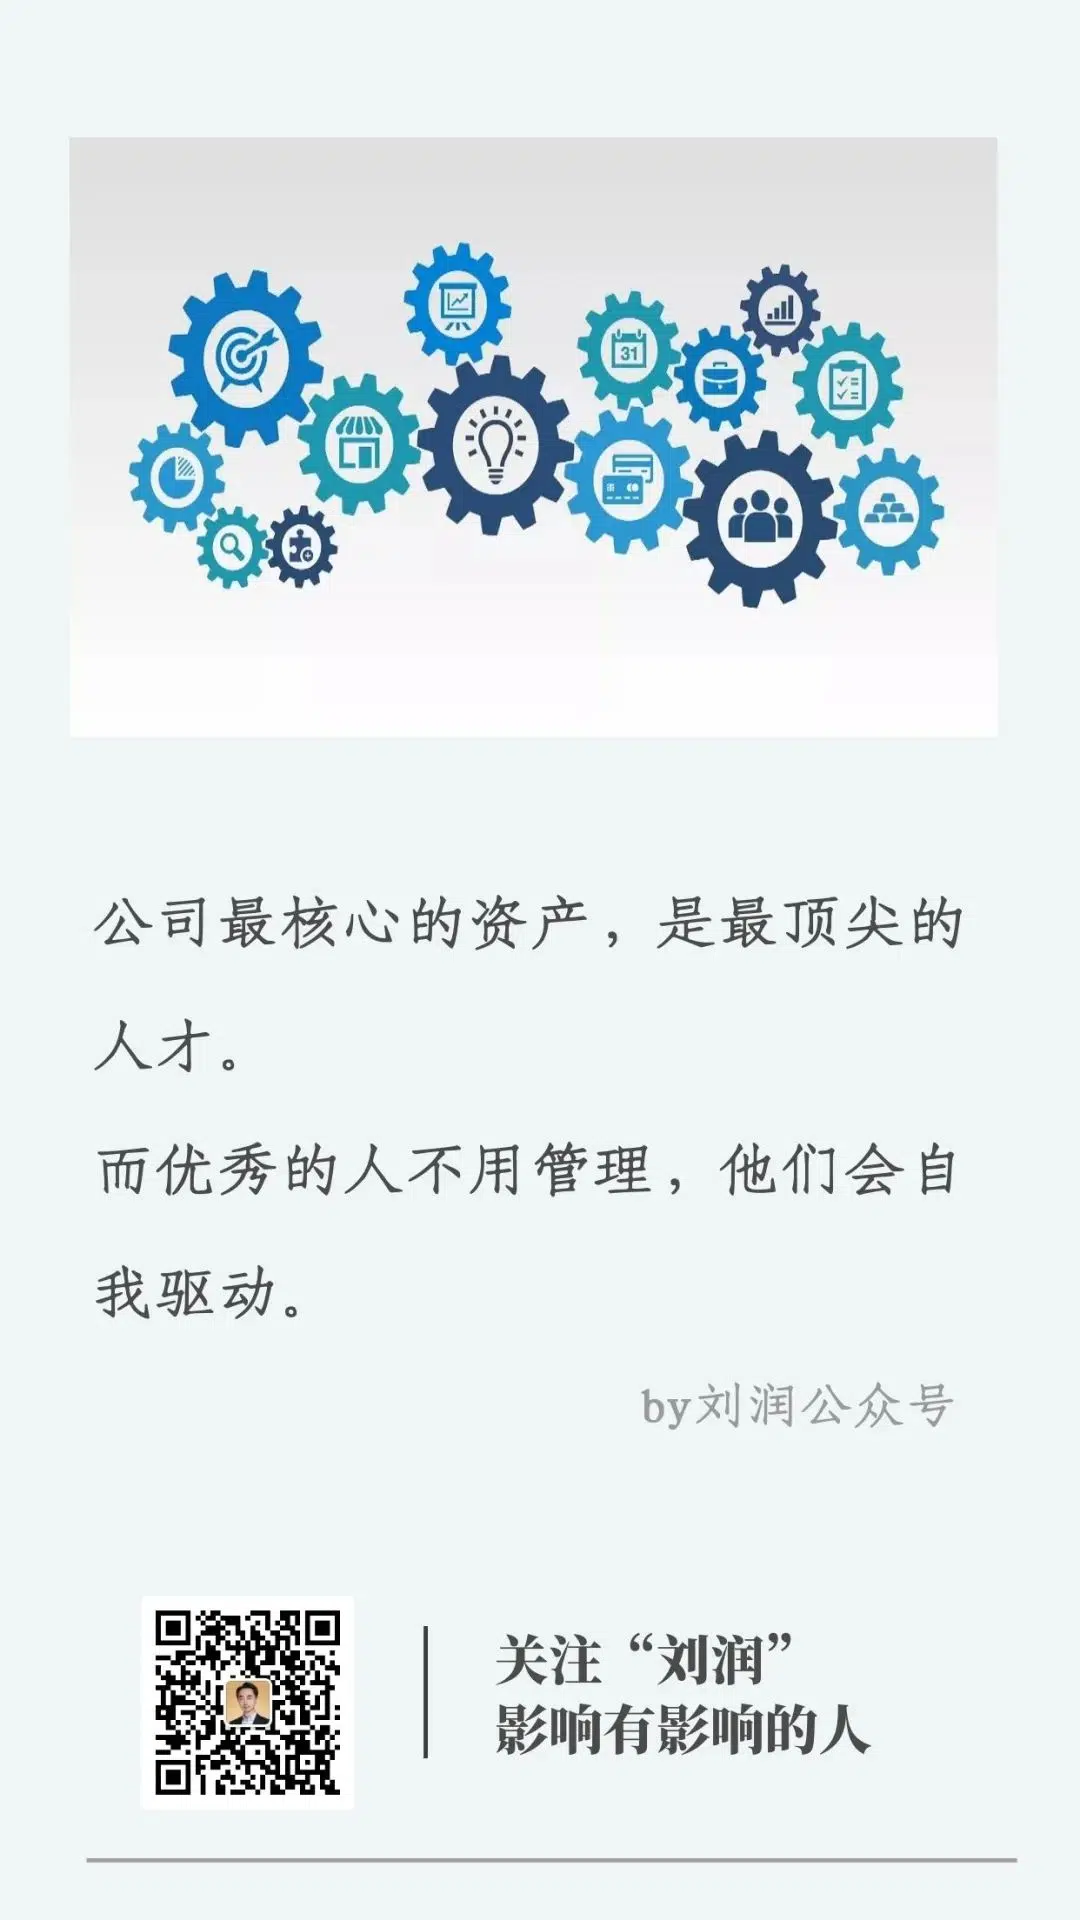 31
公司最核心的资产，是最顶尖的
人才。
而优秀的人不用管理，他们会自
我驱动。
by刘润公众号
关注“刘润”
影响有影响的人